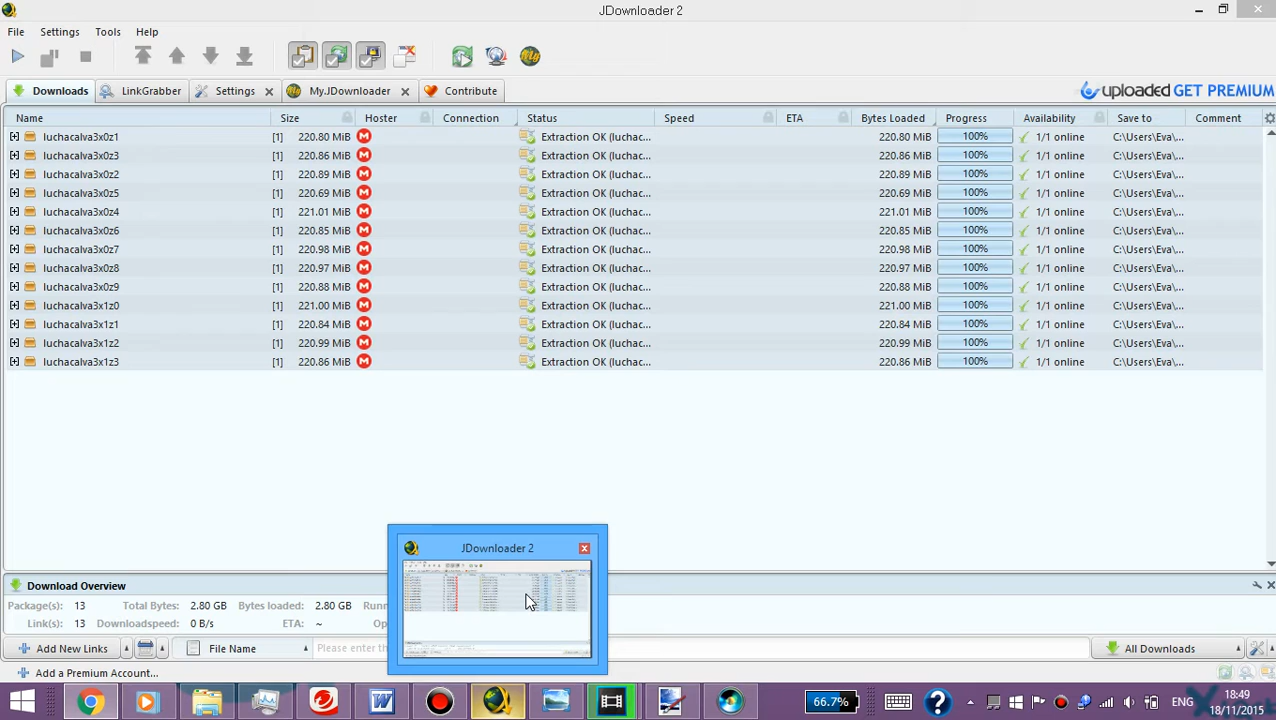 JDownloader 2
File Settings Tools Help
Downloads LinkGrabber Settings My.JDownloader Contribute uploaded GET PREMIUM
Name Size Hoster Connection Status Speed ETA Bytes Loaded Progress Availability Save to Comment
luchacalva3x0z1 [1] 220.80 MiB M Extraction OK (luchac... 220.80 MiB 100% 1/1 online C:\Users\Eva\...
luchacalva3x0z3 [1] 220.86 MiB M Extraction OK (luchac... 220.86 MiB 100% 1/1 online C:\Users\Eva\...
luchacalva3x0z2 [1] 220.89 MiB M Extraction OK (luchac... 220.89 MiB 100% 1/1 online C:\Users\Eva\...
luchacalva3x0z5 [1] 220.69 MiB M Extraction OK (luchac... 220.69 MiB 100% 1/1 online C:\Users\Eva\...
luchacalva3x0z4 [1] 221.01 MiB M Extraction OK (luchac... 221.01 MiB 100% 1/1 online C:\Users\Eva\...
luchacalva3x0z6 [1] 220.85 MiB M Extraction OK (luchac... 220.85 MiB 100% 1/1 online C:\Users\Eva\...
luchacalva3x0z7 [1] 220.98 MiB M Extraction OK (luchac... 220.98 MiB 100% 1/1 online C:\Users\Eva\...
luchacalva3x0z8 [1] 220.97 MiB M Extraction OK (luchac... 220.97 MiB 100% 1/1 online C:\Users\Eva\...
luchacalva3x0z9 [1] 220.88 MiB M Extraction OK (luchac... 220.88 MiB 100% 1/1 online C:\Users\Eva\...
luchacalva3x1z0 [1] 221.00 MiB M Extraction OK (luchac... 221.00 MiB 100% 1/1 online C:\Users\Eva\...
luchacalva3x1z1 [1] 220.84 MiB M Extraction OK (luchac... 220.84 MiB 100% 1/1 online C:\Users\Eva\...
luchacalva3x1z2 [1] 220.99 MiB M Extraction OK (luchac... 220.99 MiB 100% 1/1 online C:\Users\Eva\...
luchacalva3x1z3 [1] 220.86 MiB M Extraction OK (luchac... 220.86 MiB 100% 1/1 online C:\Users\Eva\...
JDownloader 2
Download Overview
Package(s): 13 Total Bytes: 2.80 GB Bytes loaded: 2.80 GB Runn
Link(s): 13 Downloadspeed: 0 B/s ETA: ~ Op
Add New Links File Name Please enter the All Downloads
Add a Premium Account...
66.7% ENG 18:49
18/11/2015